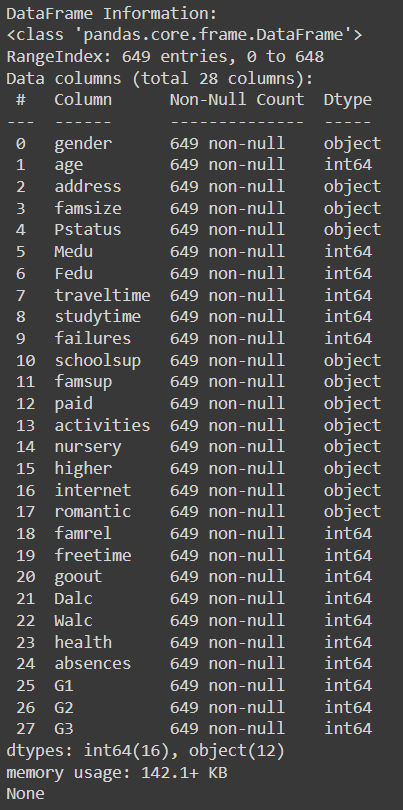 DataFrame Information:
<class 'pandas.core.frame.DataFrame'>
RangeIndex: 649 entries, 0 to 648
Data columns (total 28 columns):
 #   Column      Non-Null Count  Dtype
---  ------      --------------  -----
 0   gender      649 non-null    object
 1   age         649 non-null    int64
 2   address     649 non-null    object
 3   famsize     649 non-null    object
 4   Pstatus     649 non-null    object
 5   Medu        649 non-null    int64
 6   Fedu        649 non-null    int64
 7   traveltime  649 non-null    int64
 8   studytime   649 non-null    int64
 9   failures    649 non-null    int64
 10  schoolsup   649 non-null    object
 11  famsup      649 non-null    object
 12  paid        649 non-null    object
 13  activities  649 non-null    object
 14  nursery     649 non-null    object
 15  higher      649 non-null    object
 16  internet    649 non-null    object
 17  romantic    649 non-null    object
 18  famrel      649 non-null    int64
 19  freetime    649 non-null    int64
 20  goout       649 non-null    int64
 21  Dalc        649 non-null    int64
 22  Walc        649 non-null    int64
 23  health      649 non-null    int64
 24  absences    649 non-null    int64
 25  G1          649 non-null    int64
 26  G2          649 non-null    int64
 27  G3          649 non-null    int64
dtypes: int64(16), object(12)
memory usage: 142.1+ KB
None